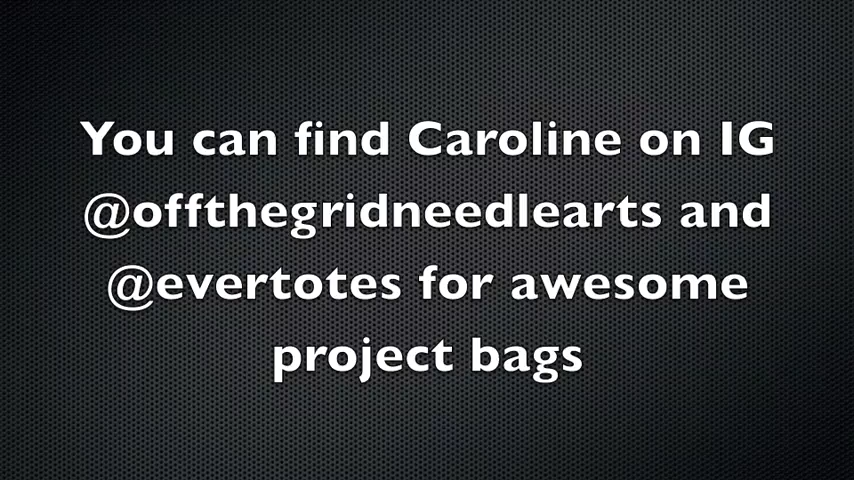 You can find Caroline on IG
@offthegridneedlearts and
@evertotes for awesome
project bags